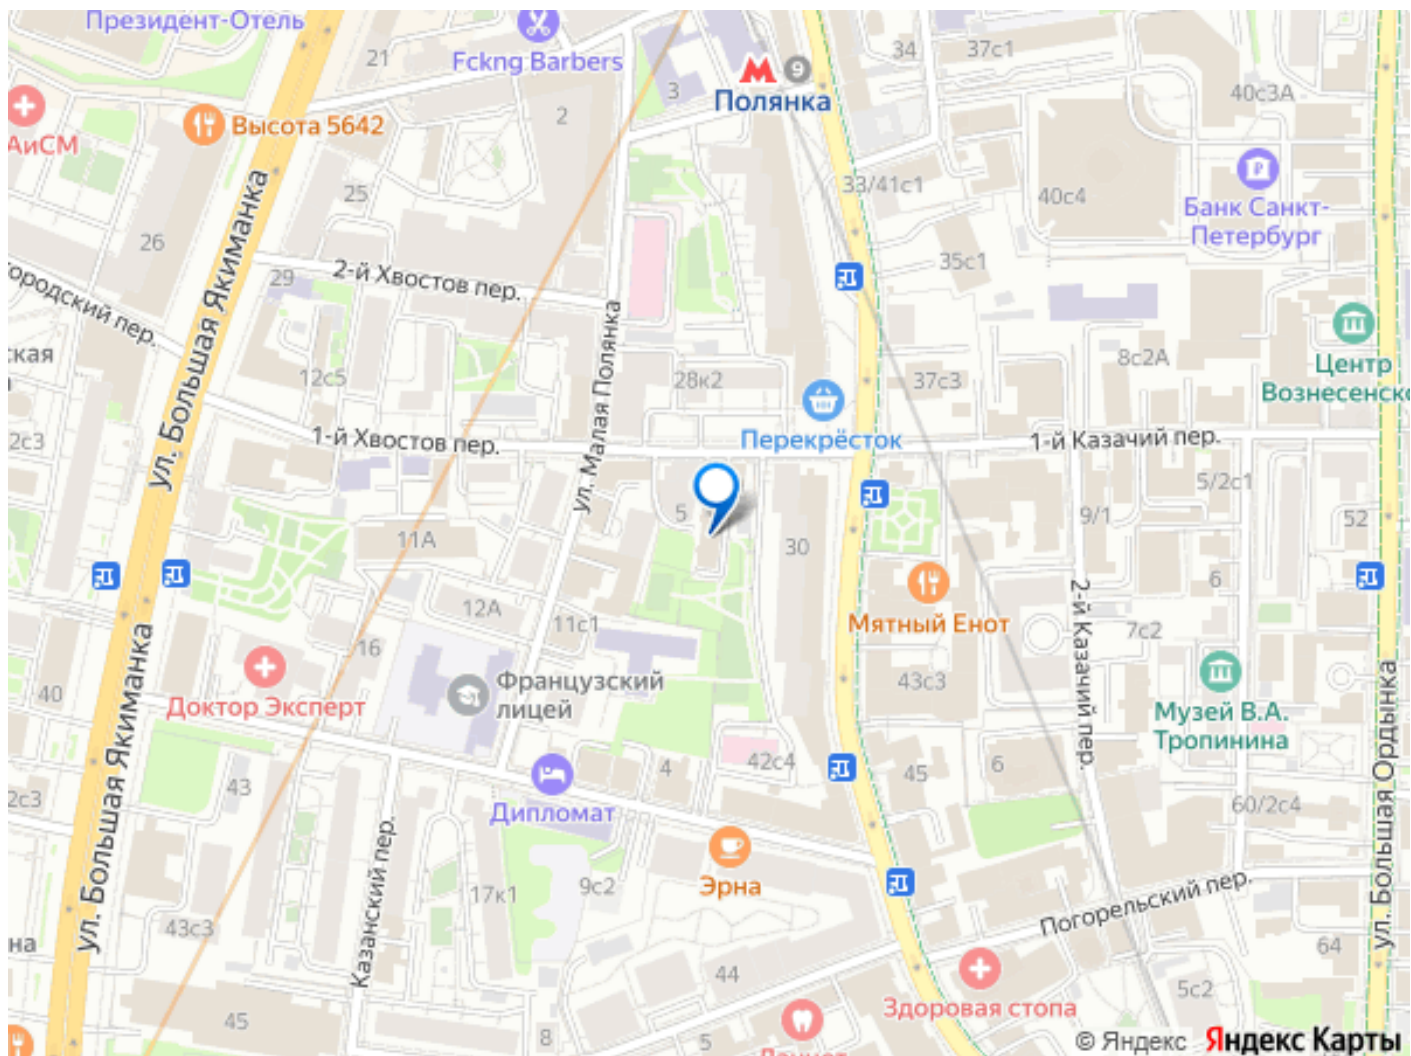 Президент-Отель
Fckng Barbers
21
34
37с1
9
Полянка
3
2
40с3А
АиСМ
Высота 5642
25
26
33/41с1
40с4
Банк Санкт-
Петербург
35с1
29
2-й Хвостов пер.
ул. Большая Якиманка
ская
12с5
ул. Малая Полянка
28к2
37с3
8с2А
Центр
2с3
1-й Хвостов пер.
Перекрёсток
1-й Казачий пер.
5/2с1
5
9/1
52
11А
30
6
12А
11с1
Мятный Енот
7с2
2-й Казачий пер.
16
40
Доктор Эксперт
Французский
лицей
43с3
Музей В.А.
Тропинина
ул. Большая Якиманка
43
2с3
4
42с4
45
6
60/2с4
Дипломат
ул. Большая Ордынка
Казанский пер.
17к1
9с2
Эрна
Погорельский пер.
43с3
на
44
64
Здоровая стопа
5с2
45
8
5
© Яндекс Яндекс Карты